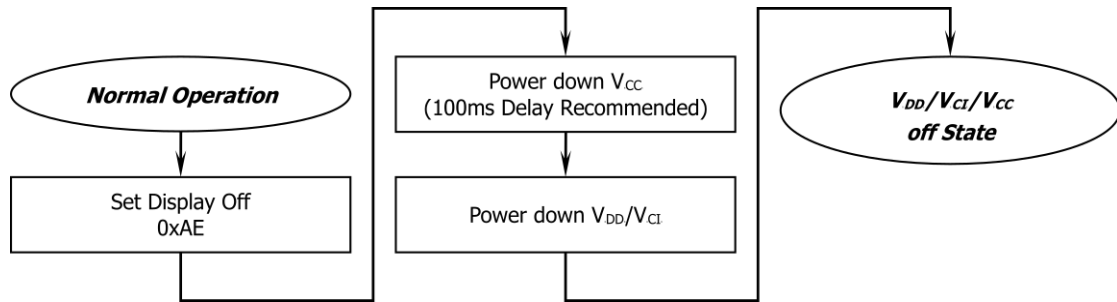 Normal Operation
Set Display Off
0xAE
Power down VCC
(100ms Delay Recommended)
Power down VDD/VCI
VDD/VCI/VCC
off State